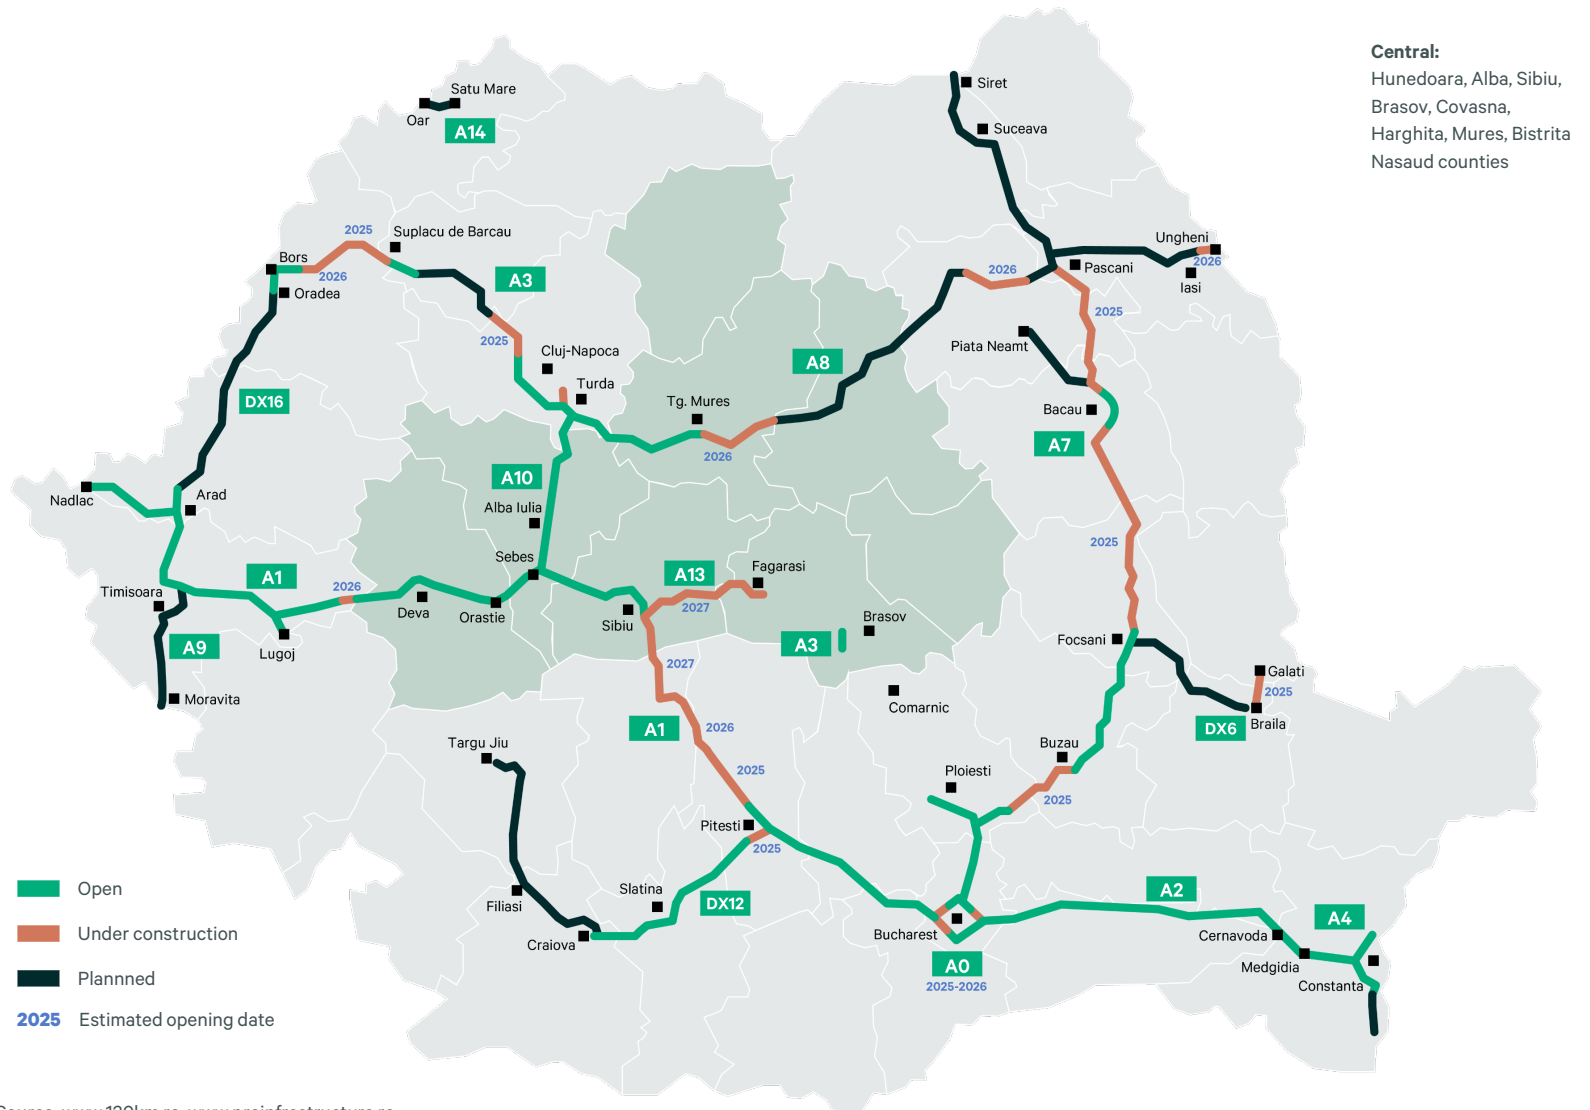 Central:
Hunedoara, Alba, Sibiu,
Brasov, Covasna,
Harghita, Mures, Bistrita
Nasaud counties
Siret
Satu Mare
Oar
A14
Suceava
2025
Suplacu de Barcau
Ungheni
Bors
2026
A3
2026
Pascani
2026
Iasi
Oradea
2025
2025
Piata Neamt
Cluj-Napoca
A8
Turda
DX16
Tg. Mures
Bacau
A7
2026
A10
Nadlac
Arad
Alba Iulia
2025
Sebes
A1
A13
Fagarasi
2026
Timisoara
2027
Deva
Orastie
Sibiu
Brasov
A9
Lugoj
A3
Focsani
2027
Galati
2025
Moravita
Comarnic
A1
2026
DX6
Braila
Targu Jiu
Buzau
2025
Ploiesti
2025
Pitesti
2025
Open
Slatina
DX12
A2
Filiasi
A4
Under construction
Craiova
Bucharest
Cernavoda
A0
Medgidia
Plannned
2025-2026
Constanta
2025 Estimated opening date